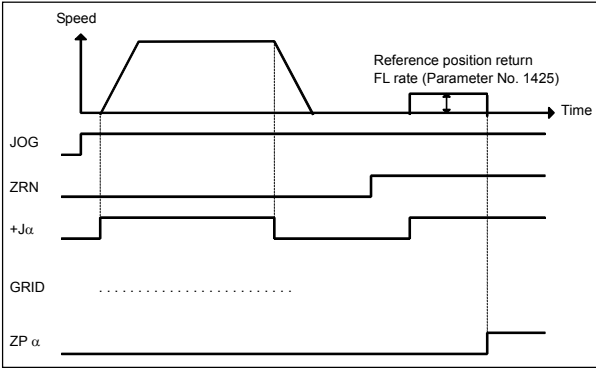 Speed
Reference position return
FL rate (Parameter No. 1425)
Time
JOG
ZRN
+Jα
GRID
ZP α